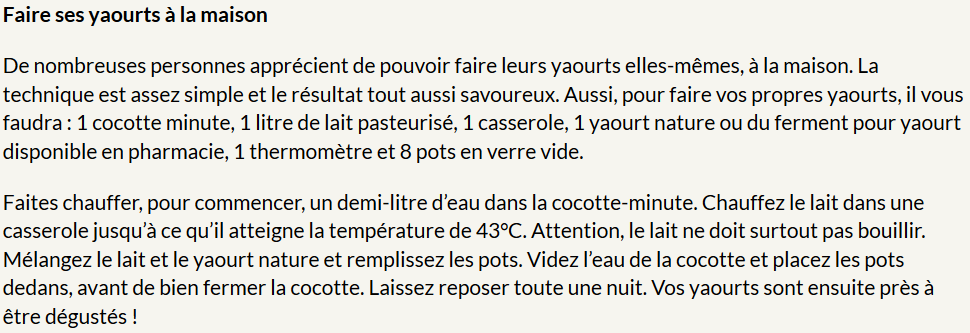 Faire ses yaourts à la maison
De nombreuses personnes apprécient de pouvoir faire leurs yaourts elles-mêmes, à la maison. La
technique est assez simple et le résultat tout aussi savoureux. Aussi, pour faire vos propres yaourts, il vous
faudra : 1 cocotte minute, 1 litre de lait pasteurisé, 1 casserole, 1 yaourt nature ou du ferment pour yaourt
disponible en pharmacie, 1 thermomètre et 8 pots en verre vide.
Faites chauffer, pour commencer, un demi-litre d’eau dans la cocotte-minute. Chauffez le lait dans une
casserole jusqu’à ce qu’il atteigne la température de 43°C. Attention, le lait ne doit surtout pas bouillir.
Mélangez le lait et le yaourt nature et remplissez les pots. Videz l’eau de la cocotte et placez les pots
dedans, avant de bien fermer la cocotte. Laissez reposer toute une nuit. Vos yaourts sont ensuite près à
être dégustés !